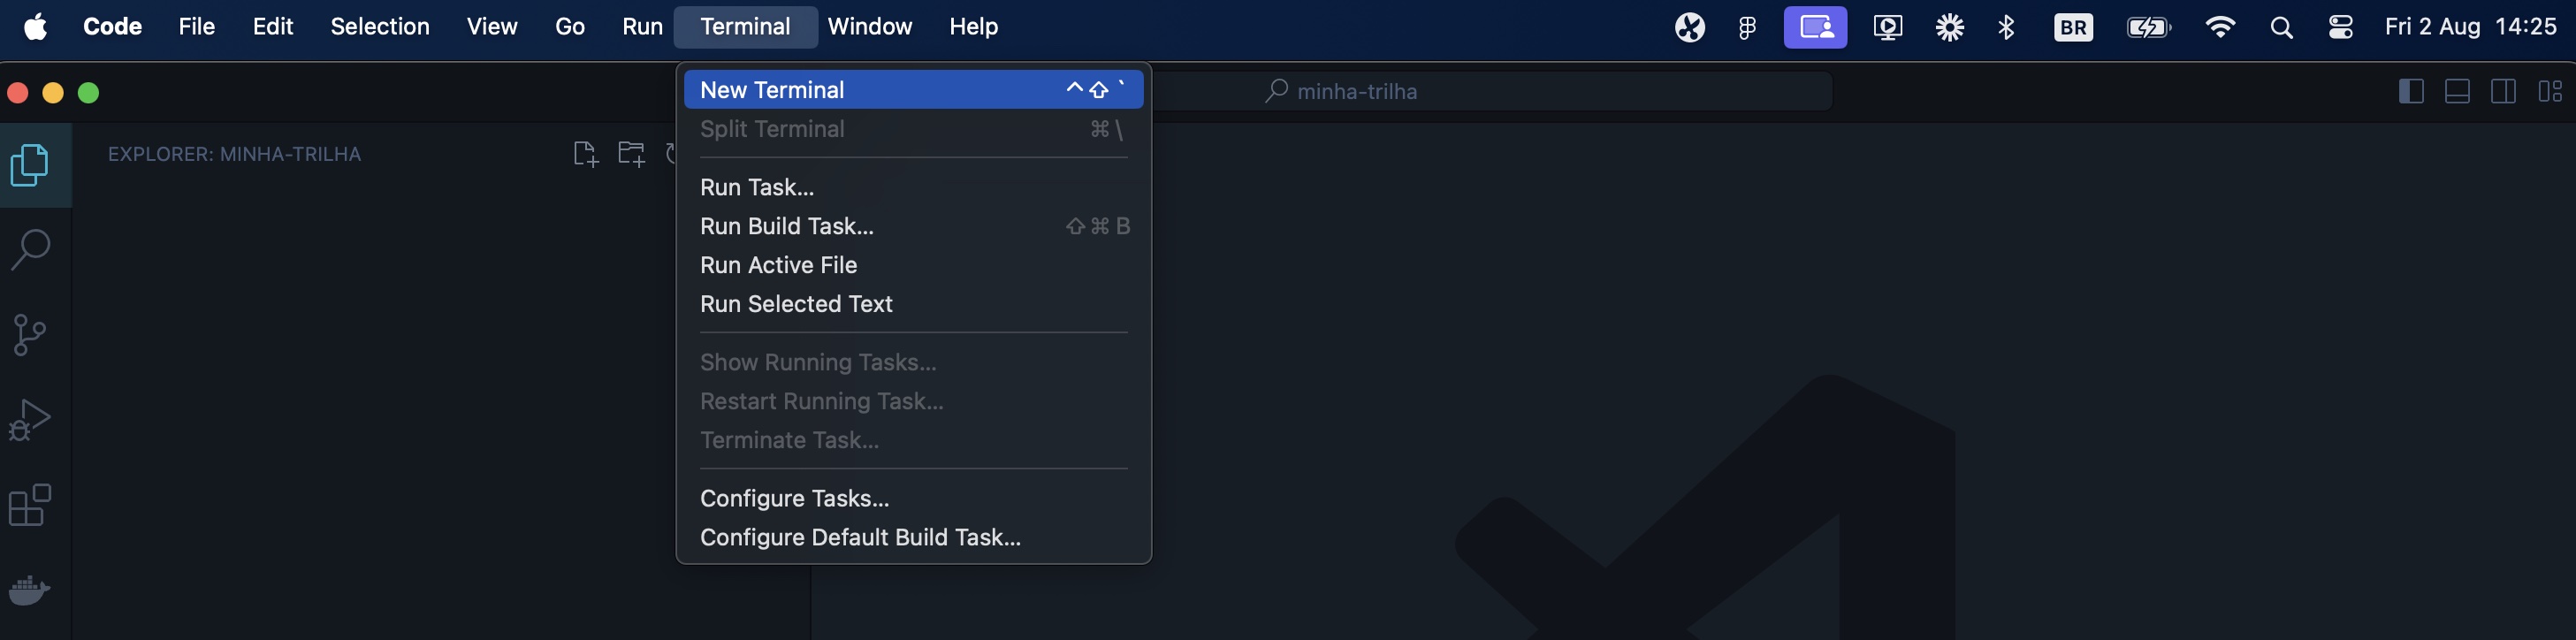 Code File Edit Selection View Go Run Terminal Window Help BR Fri 2 Aug 14:25
minha-trilha
EXPLORER: MINHA-TRILHA
New Terminal ^⇧`
Split Terminal ⌘\
Run Task...
Run Build Task... ⇧⌘B
Run Active File
Run Selected Text
Show Running Tasks...
Restart Running Task...
Terminate Task...
Configure Tasks...
Configure Default Build Task...